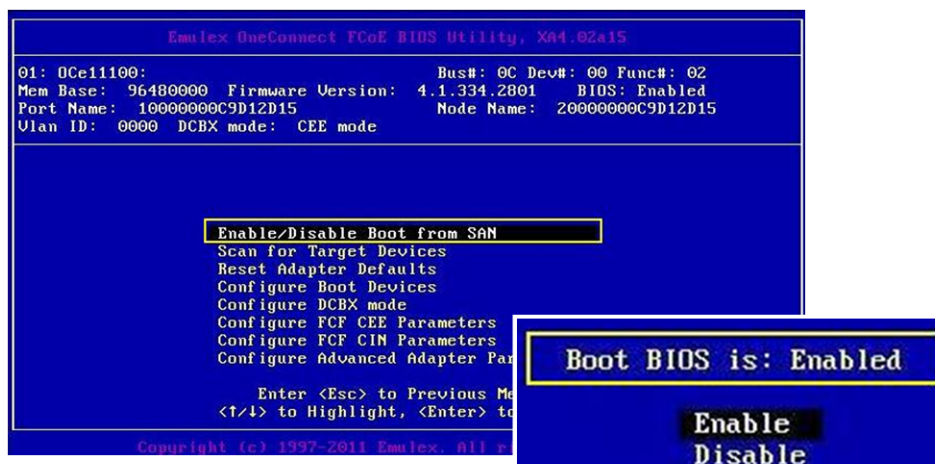 Emulex OneConnect FCoE BIOS Utility, XA4.02a15
01: OCe11100: Bus#: 0C Dev#: 00 Func#: 02
Mem Base: 96480000 Firmware Version: 4.1.334.2801 BIOS: Enabled
Port Name: 10000000C9D12D15 Node Name: 20000000C9D12D15
Vlan ID: 0000 DCBX mode: CEE mode
Enable/Disable Boot from SAN
Scan for Target Devices
Reset Adapter Defaults
Configure Boot Devices
Configure DCBX mode
Configure FCF CEE Parameters
Configure FCF CIN Parameters
Configure Advanced Adapter Par
Enter <Esc> to Previous Me
<↑/↓> to Highlight, <Enter> to
Copyright (c) 1997-2011 Emulex. All r
Boot BIOS is: Enabled
Enable
Disable